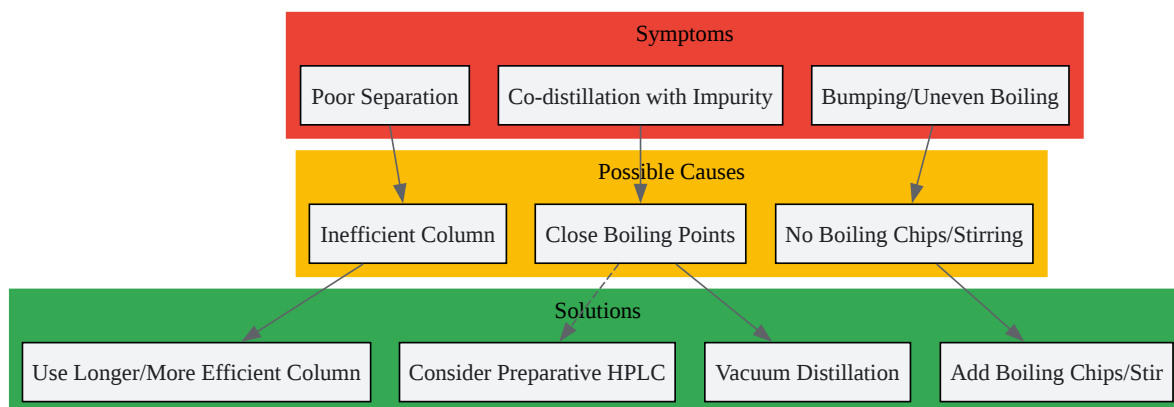 Symptoms
Poor Separation
Co-distillation with Impurity
Bumping/Uneven Boiling
Possible Causes
Inefficient Column
Close Boiling Points
No Boiling Chips/Stirring
Solutions
Use Longer/More Efficient Column
Consider Preparative HPLC
Vacuum Distillation
Add Boiling Chips/Stir